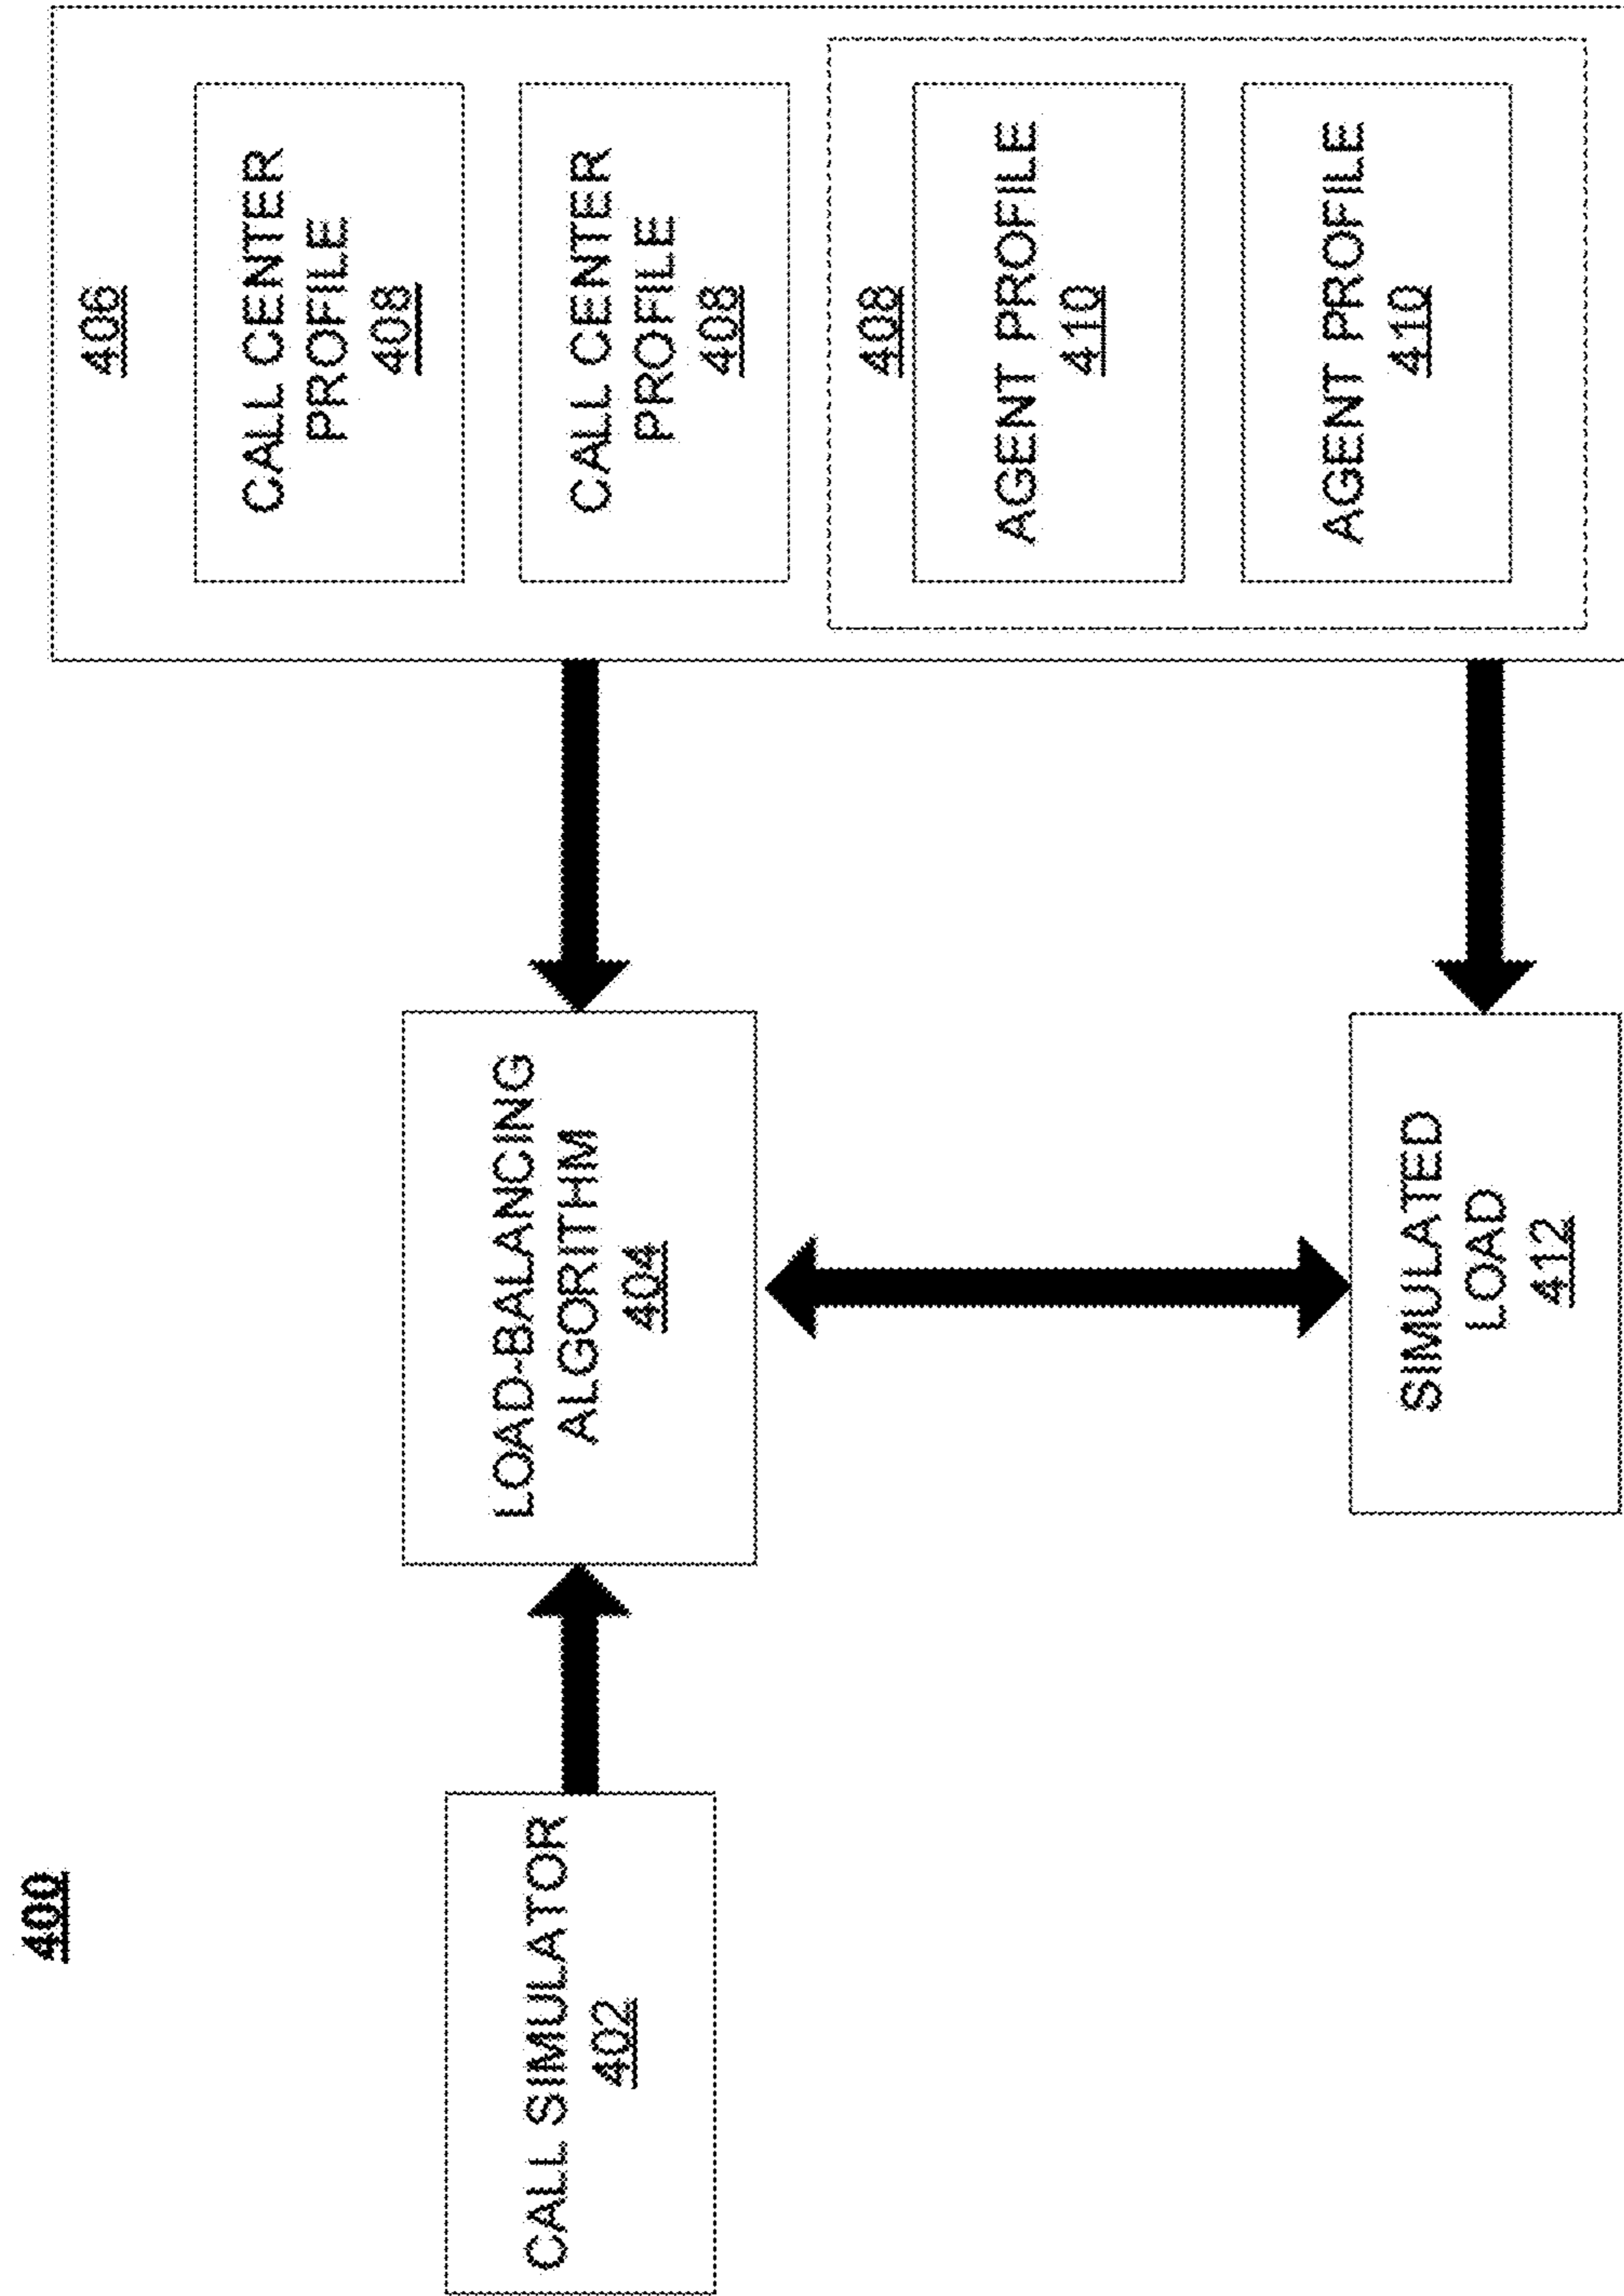 400
CALL SIMULATOR
402
LOAD-BALANCING
ALGORITHM
404
SIMULATED
LOAD
412
406
CALL CENTER
PROFILE
408
CALL CENTER
PROFILE
408
408
AGENT PROFILE
410
AGENT PROFILE
410